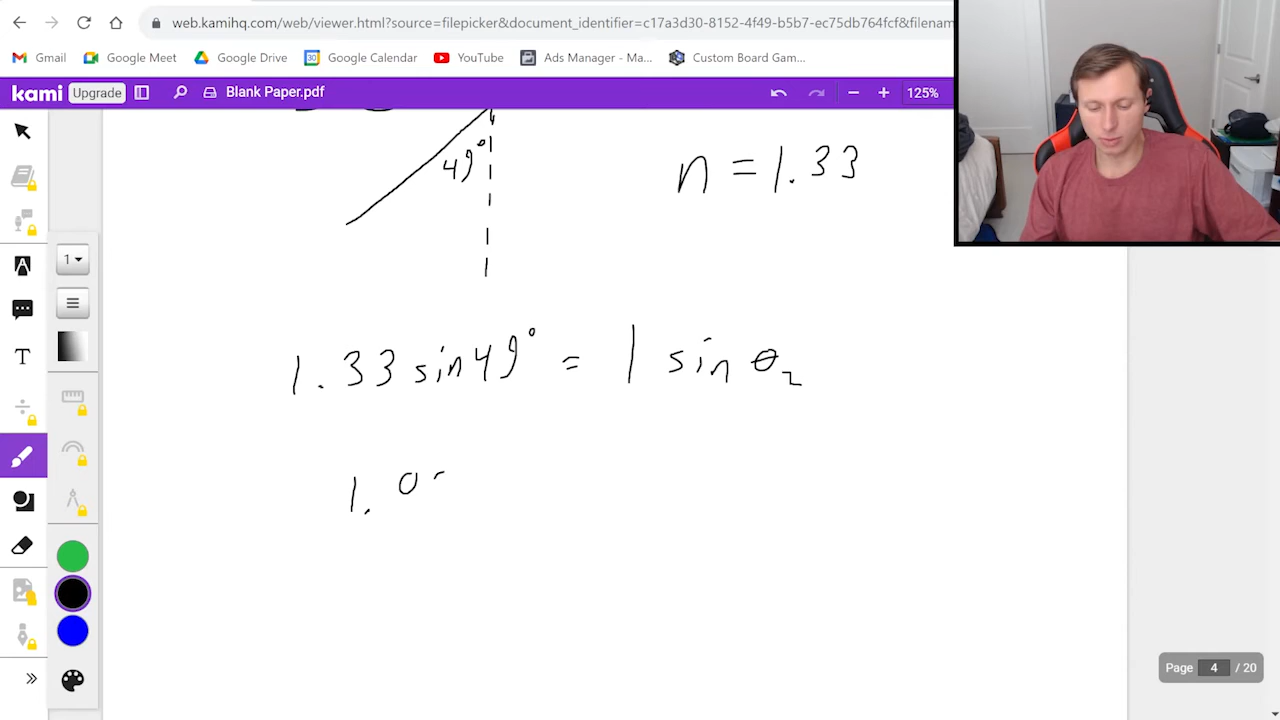 web.kamihq.com/web/viewer.html?source=filepicker&document_identifier=c17a3d30-8152-4f49-b5b7-ec75db764fcf&filenam
Gmail Google Meet Google Drive Google Calendar YouTube Ads Manager - Ma... Custom Board Gam...
kami Upgrade Blank Paper.pdf 125%
49°
n = 1.33
1
T
1.33 sin 49° = 1 sin θ2
1.0
Page 4 / 20